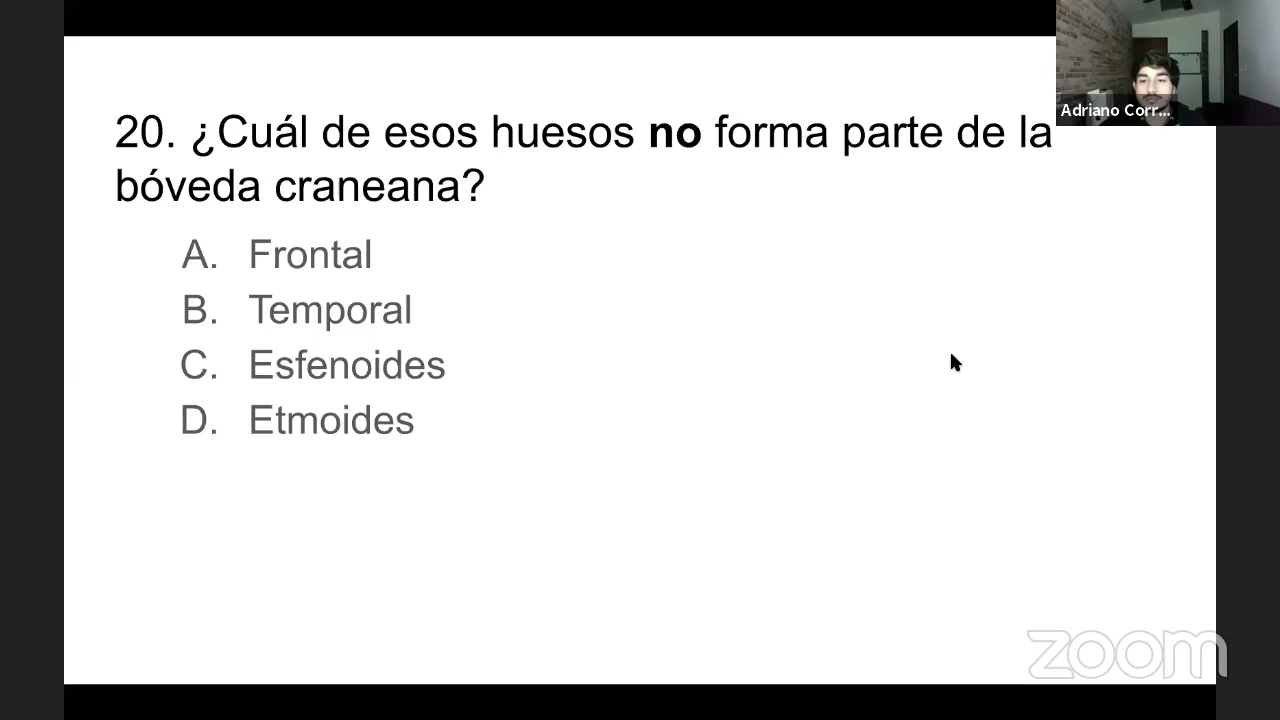 20. ¿Cuál de esos huesos no forma parte de la
bóveda craneana?
A. Frontal
B. Temporal
C. Esfenoides
D. Etmoides
Adriano Corr...
zoom